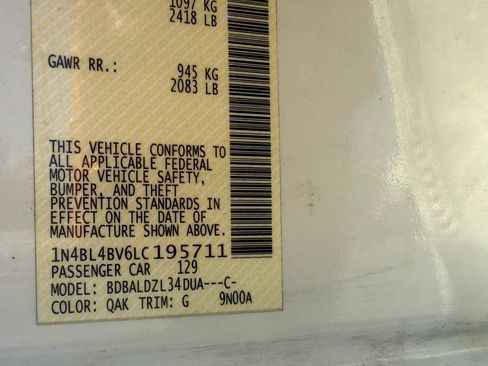 1097 KG
2418 LB
GAWR RR.: 945 KG
2083 LB
THIS VEHICLE CONFORMS TO
ALL APPLICABLE FEDERAL
MOTOR VEHICLE SAFETY,
BUMPER, AND THEFT
PREVENTION STANDARDS IN
EFFECT ON THE DATE OF
MANUFACTURE SHOWN ABOVE.
1N4BL4BV6LC195711
PASSENGER CAR 129
MODEL: BDBALDZL34DUA---C-
COLOR: QAK TRIM: G 9N00A